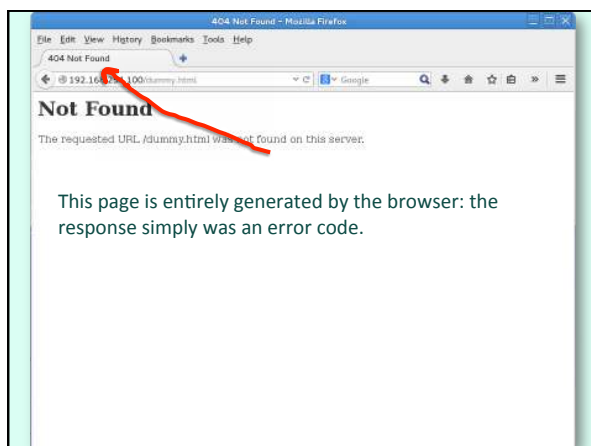 404 Not Found - Mozilla Firefox
File Edit View History Bookmarks Tools Help
404 Not Found
100/dummy.html Google
Not Found
The requested URL /dummy.html was not found on this server.
This page is entirely generated by the browser: the
response simply was an error code.